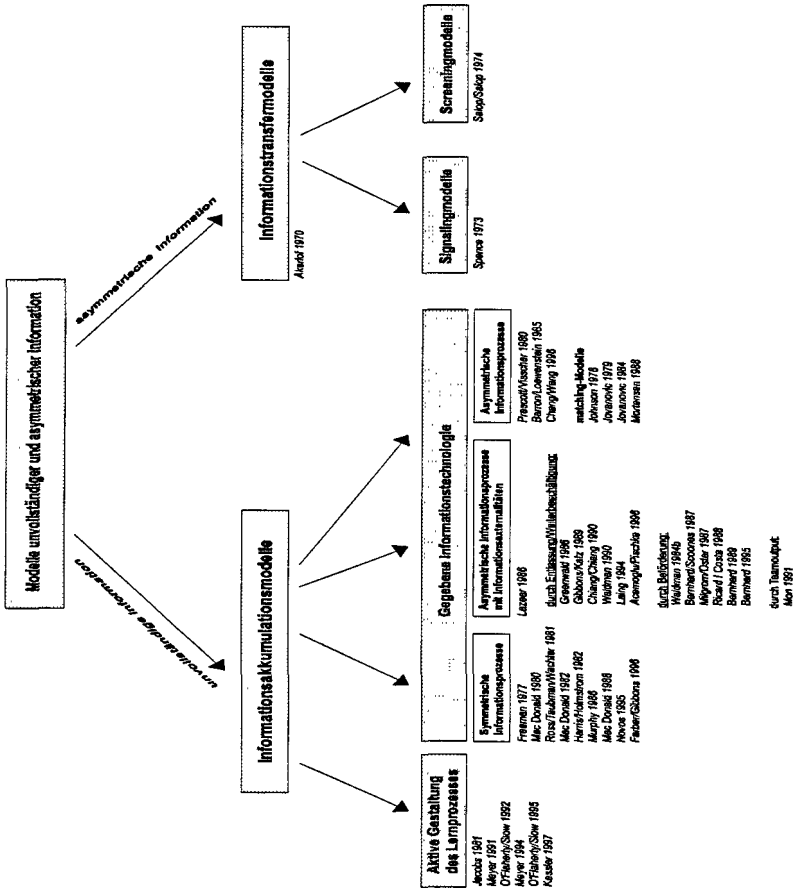 Modelle unvollständiger und asymmetrischer Information
unvollständige Information
asymmetrische Information
Informationsakkumulationsmodelle
Informationstransfermodelle
Akerlof 1970
Aktive Gestaltung
des Lernprozesses
Jacobs 1981
Meyer 1991
O'Flaherty/Siow 1992
Meyer 1994
O'Flaherty/Siow 1995
Kessler 1997
Gegebene Informationstechnologie
Symmetrische
Informationsprozesse
Freeman 1977
Mac Donald 1980
Ross/Taubman/Wachter 1981
Mac Donald 1982
Harris/Holmstrom 1982
Murphy 1986
Mac Donald 1988
Novos 1995
Farber/Gibbons 1996
Asymmetrische Informationsprozesse
mit Informationsexternalitäten
Lazear 1986
durch Entlassung/Weiterbeschäftigung:
Greenwald 1986
Gibbons/Katz 1989
Chiang/Chiang 1990
Waldman 1990
Laing 1994
Acemoglu/Pischke 1996
durch Beförderung:
Waldman 1984b
Bernhard/Scoones 1987
Milgrom/Oster 1987
Ricard I Costa 1988
Bernhard 1989
Bernhard 1995
durch Teamoutput:
Mon 1991
Asymmetrische
Informationsprozesse
Prescott/Visscher 1980
Barron/Loewenstein 1985
Chang/Wang 1996
matching-Modelle
Johnson 1978
Jovanovic 1979
Jovanovic 1984
Mortensen 1988
Signalingmodelle
Spence 1973
Screeningmodelle
Salop/Salop 1974